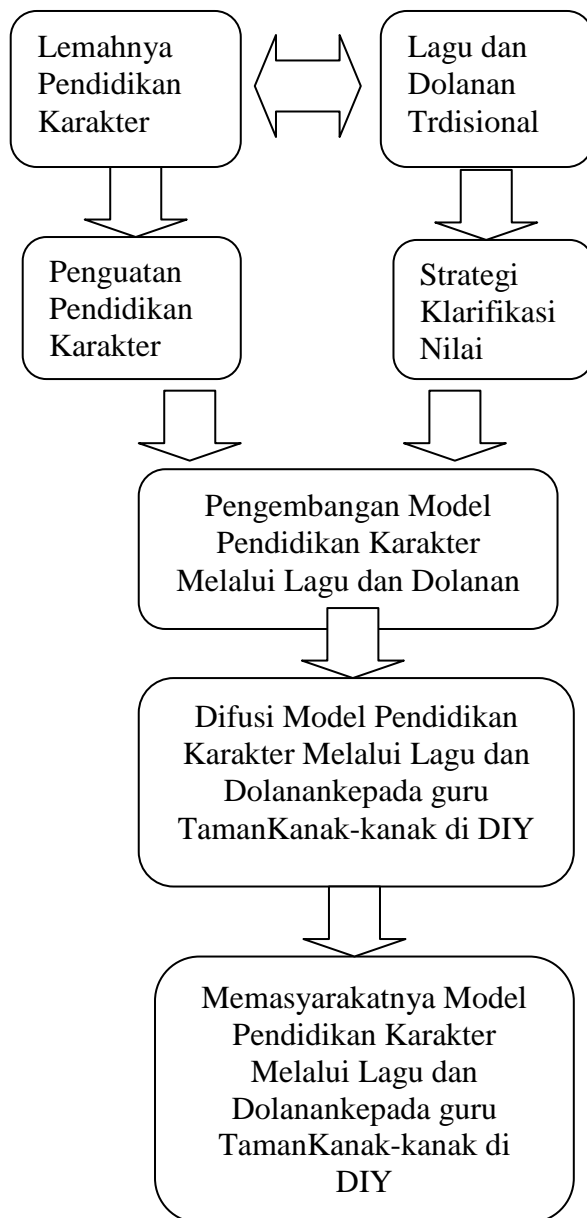 Lemahnya
Pendidikan
Karakter
Lagu dan
Dolanan
Trdisional
Penguatan
Pendidikan
Karakter
Strategi
Klarifikasi
Nilai
Pengembangan Model
Pendidikan Karakter
Melalui Lagu dan Dolanan
Difusi Model Pendidikan
Karakter Melalui Lagu dan
Dolanankepada guru
TamanKanak-kanak di DIY
Memasyarakatnya Model
Pendidikan Karakter
Melalui Lagu dan
Dolanankepada guru
TamanKanak-kanak di
DIY